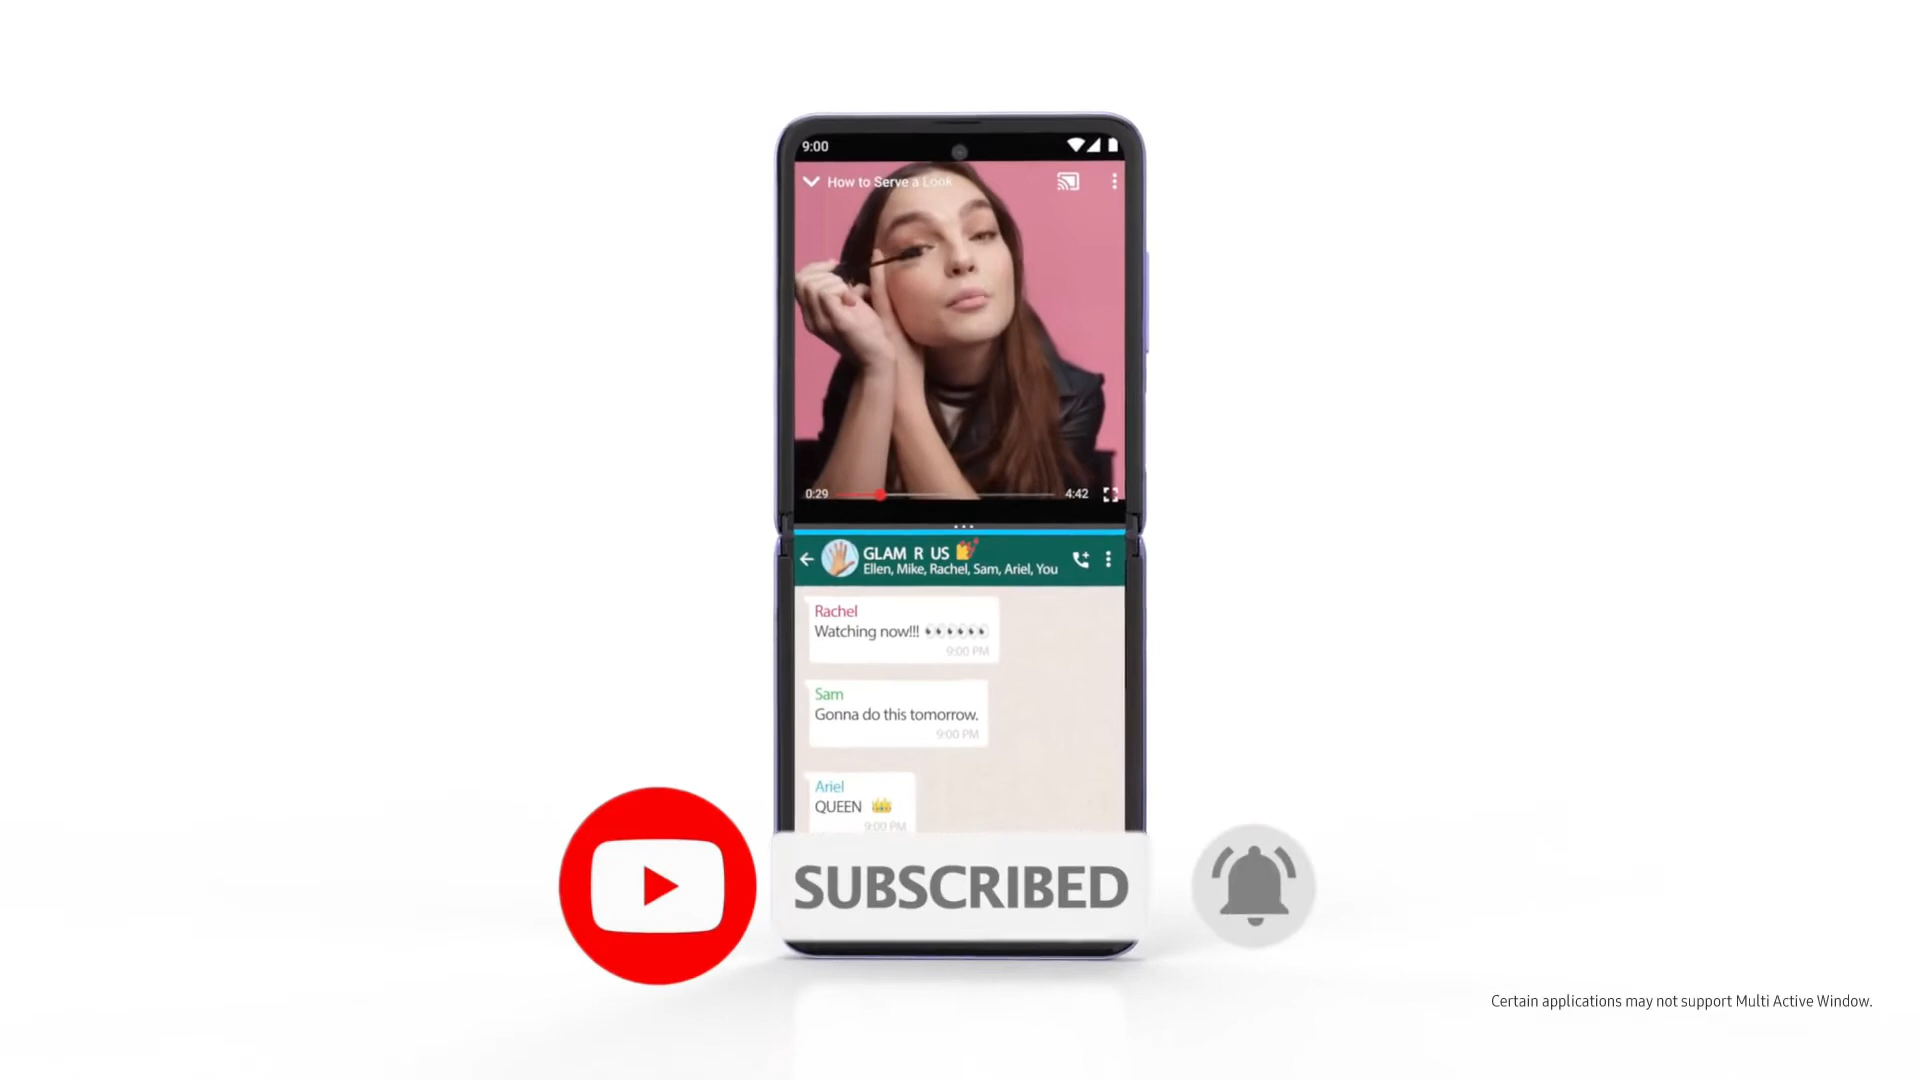 9:00
How to Serve a Look
0:29
4:42
GLAM R US
Ellen, Mike, Rachel, Sam, Ariel, You
Rachel
Watching now!!!
9:00 PM
Sam
Gonna do this tomorrow.
9:00 PM
Ariel
QUEEN
9:00 PM
SUBSCRIBED
Certain applications may not support Multi Active Window.